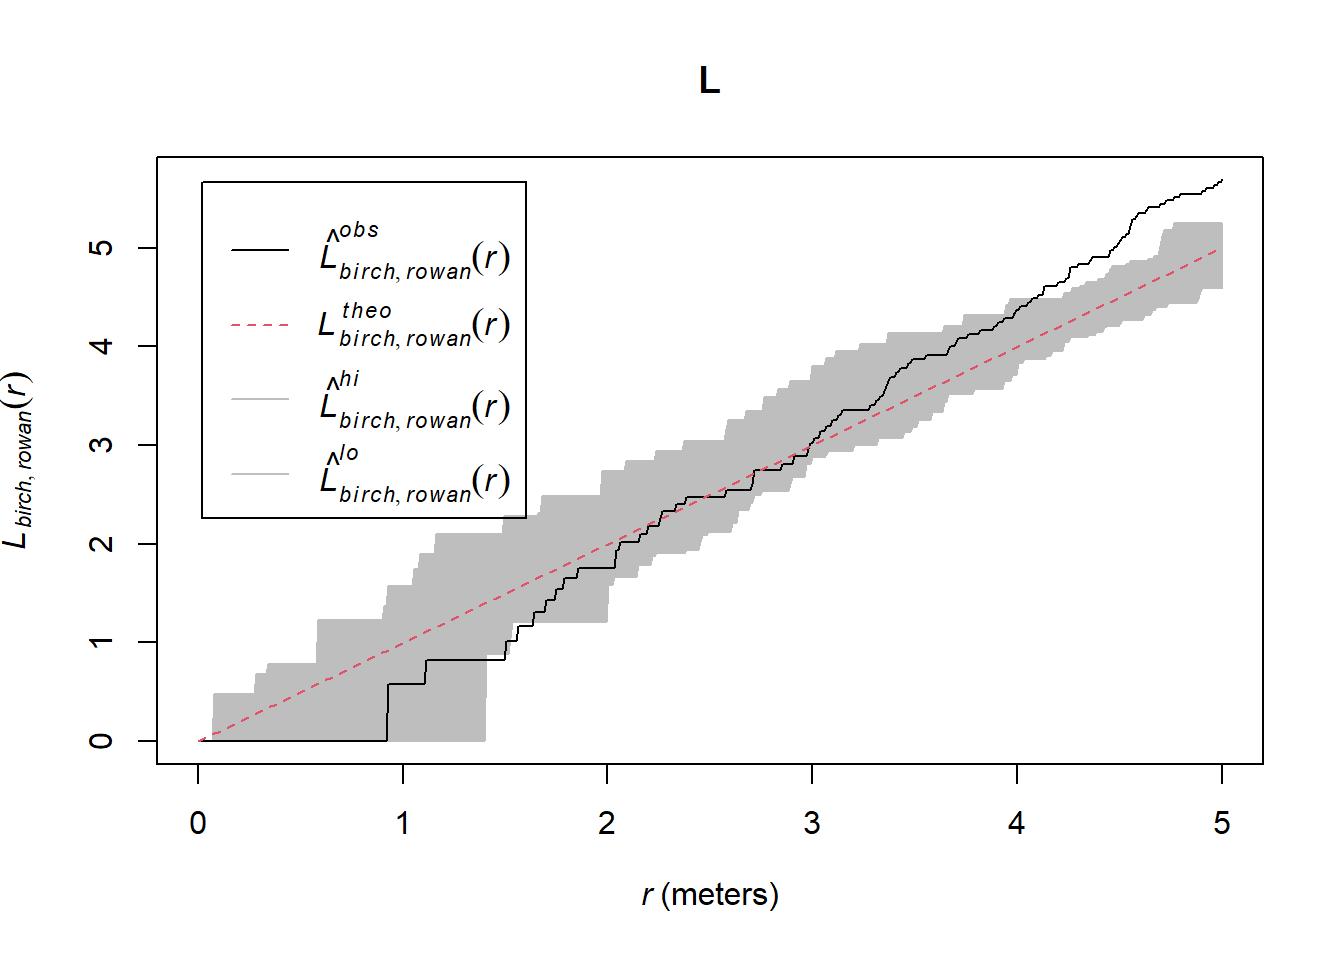 L
L̂^{obs}_{birch, rowan}(r)
L^{theo}_{birch, rowan}(r)
L̂^{hi}_{birch, rowan}(r)
L̂^{lo}_{birch, rowan}(r)
L_{birch, rowan}(r)
5
4
3
2
1
0
0 1 2 3 4 5
r (meters)